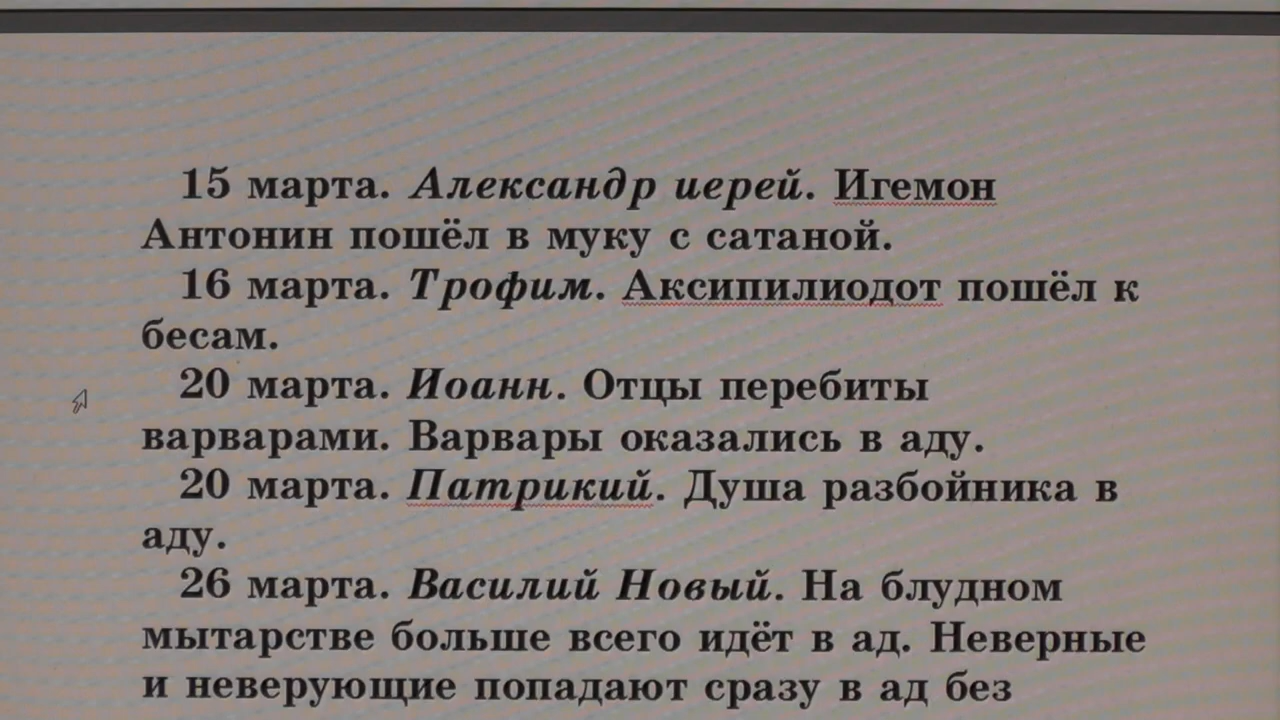 15 марта. Александр иерей. Игемон
Антонин пошёл в муку с сатаной.
16 марта. Трофим. Аксипилиодот пошёл к
бесам.
20 марта. Иоанн. Отцы перебиты
варварами. Варвары оказались в аду.
20 марта. Патрикий. Душа разбойника в
аду.
26 марта. Василий Новый. На блудном
мытарстве больше всего идёт в ад. Неверные
и неверующие попадают сразу в ад без